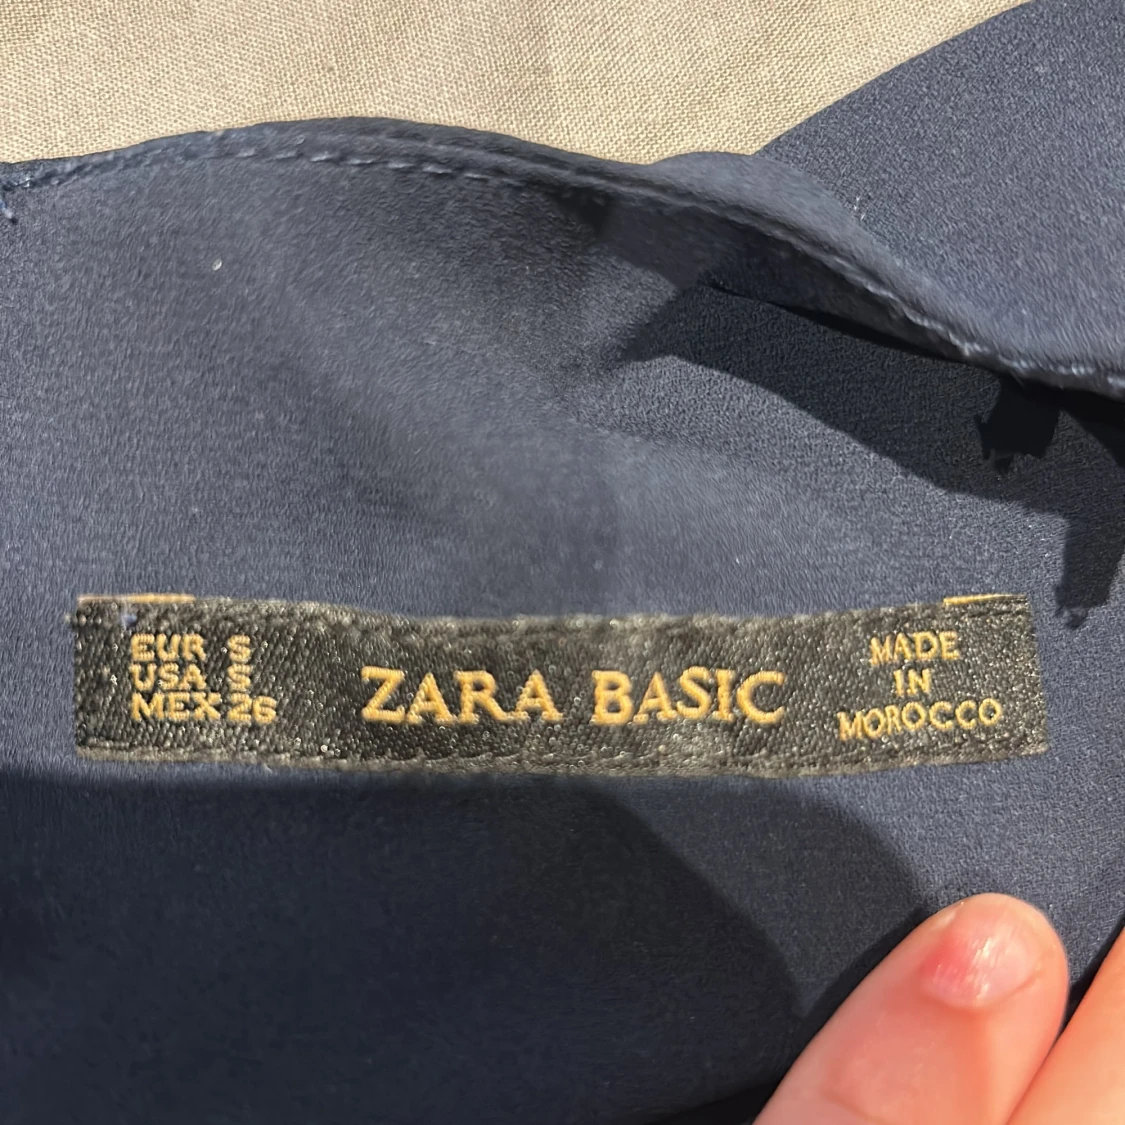 EUR S
USA S
MEX 26
ZARA BASIC
MADE
IN
MOROCCO